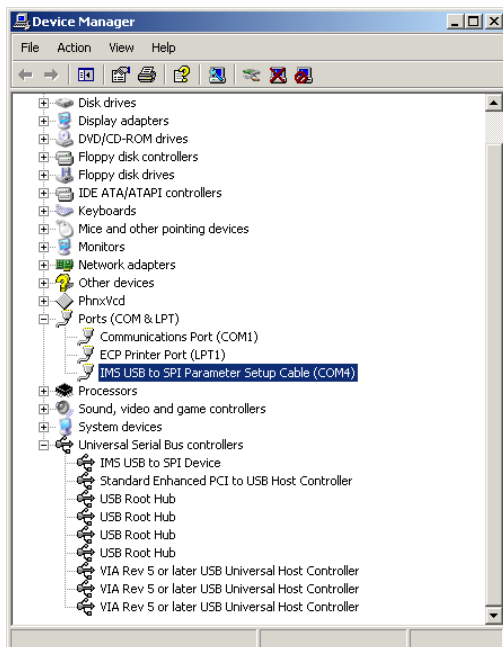 Device Manager
File Action View Help
Disk drives
Display adapters
DVD/CD-ROM drives
Floppy disk controllers
Floppy disk drives
IDE ATA/ATAPI controllers
Keyboards
Mice and other pointing devices
Monitors
Network adapters
Other devices
PhnxVcd
Ports (COM & LPT)
Communications Port (COM1)
ECP Printer Port (LPT1)
IMS USB to SPI Parameter Setup Cable (COM4)
Processors
Sound, video and game controllers
System devices
Universal Serial Bus controllers
IMS USB to SPI Device
Standard Enhanced PCI to USB Host Controller
USB Root Hub
USB Root Hub
USB Root Hub
USB Root Hub
VIA Rev 5 or later USB Universal Host Controller
VIA Rev 5 or later USB Universal Host Controller
VIA Rev 5 or later USB Universal Host Controller